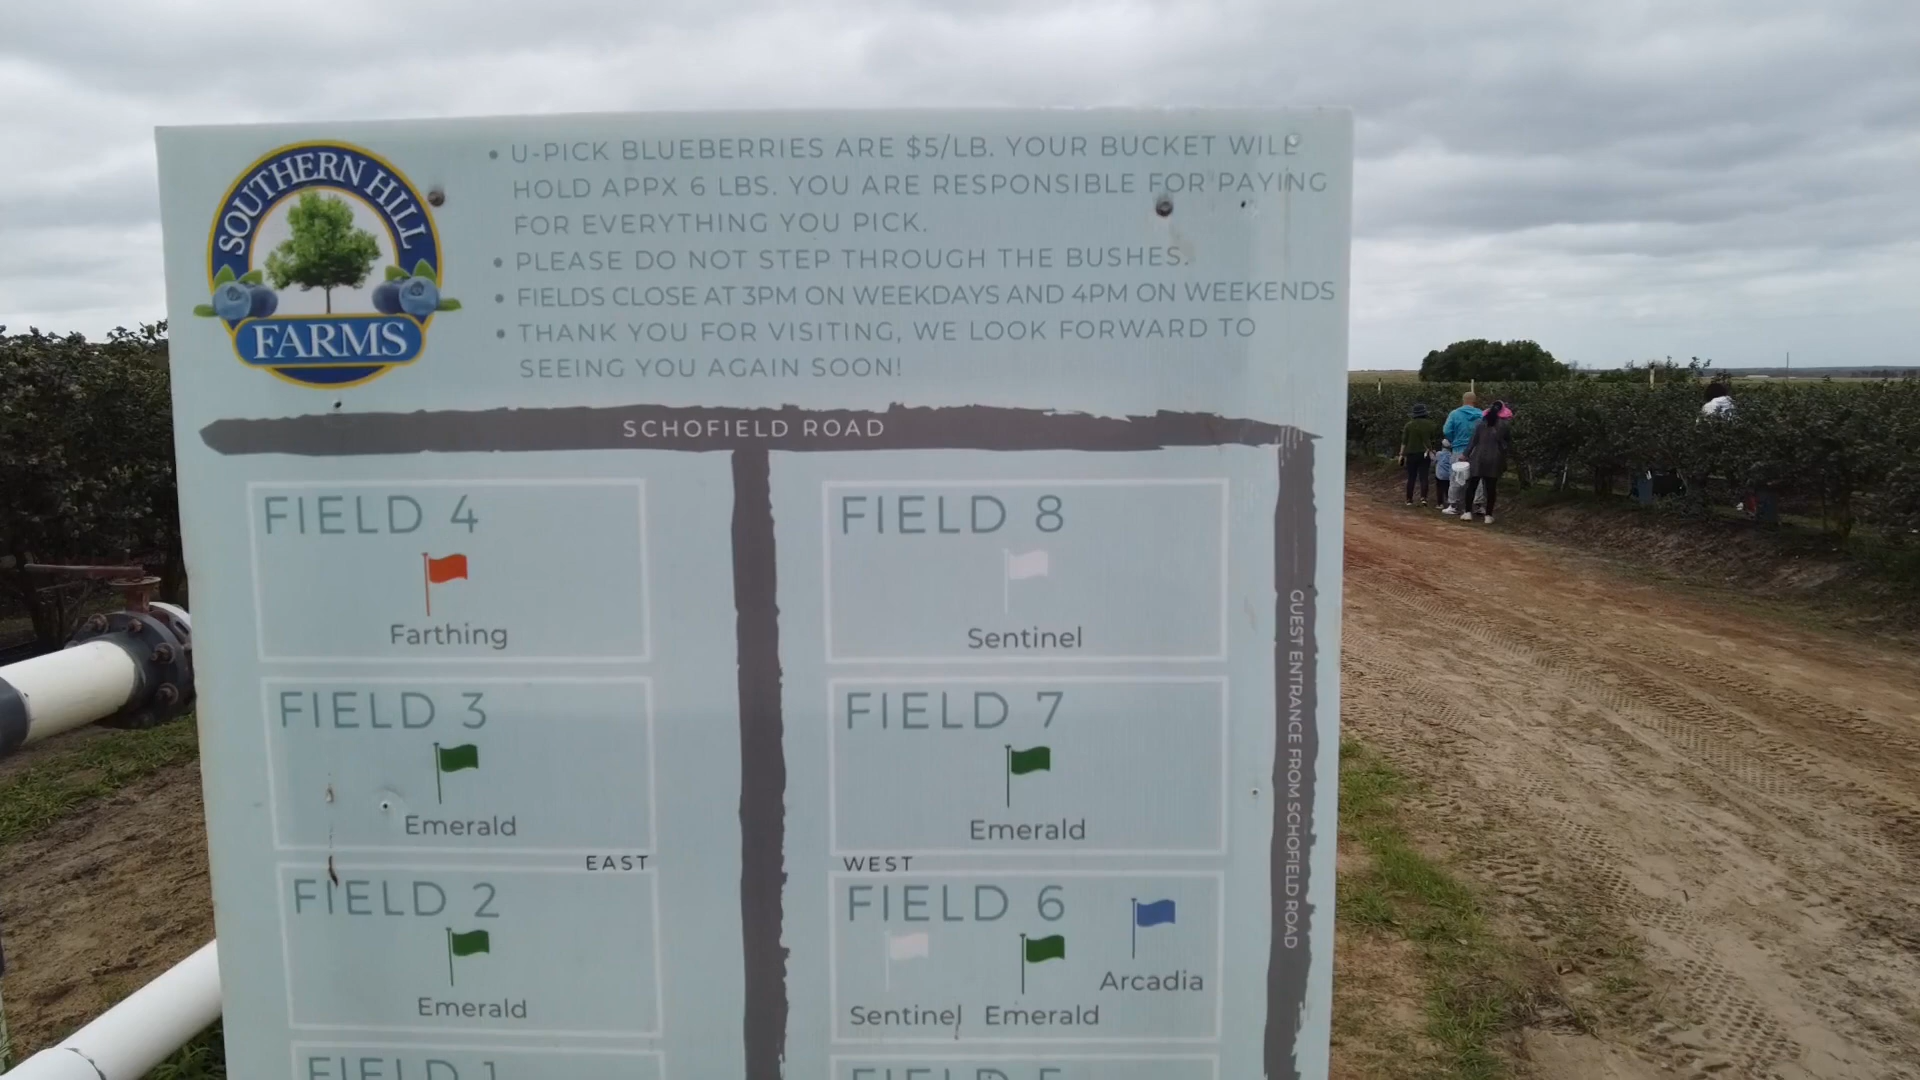 SOUTHERN HILL
FARMS
• U-PICK BLUEBERRIES ARE $5/LB. YOUR BUCKET WILL
HOLD APPX 6 LBS. YOU ARE RESPONSIBLE FOR PAYING
FOR EVERYTHING YOU PICK.
• PLEASE DO NOT STEP THROUGH THE BUSHES.
• FIELDS CLOSE AT 3PM ON WEEKDAYS AND 4PM ON WEEKENDS
• THANK YOU FOR VISITING, WE LOOK FORWARD TO
SEEING YOU AGAIN SOON!
SCHOFIELD ROAD
FIELD 4
Farthing
FIELD 8
Sentinel
FIELD 3
Emerald
FIELD 7
Emerald
EAST
WEST
FIELD 2
Emerald
FIELD 6
Arcadia
Sentinel Emerald
FIELD 1
FIELD 5
GUEST ENTRANCE FROM SCHOFIELD ROAD